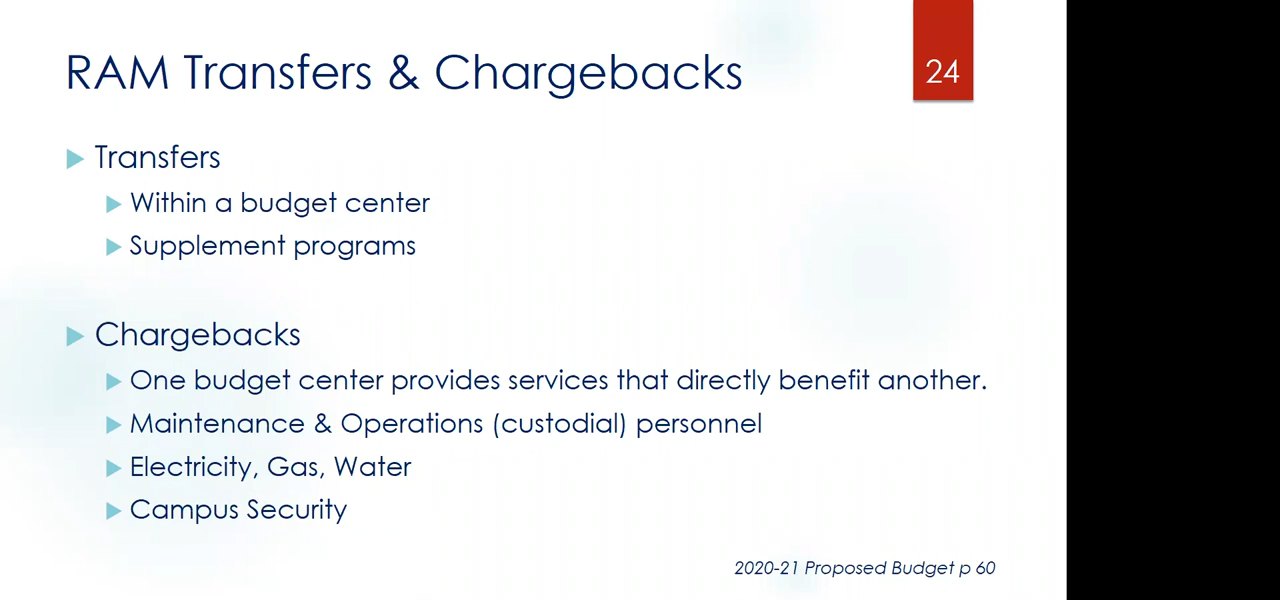 RAM Transfers & Chargebacks
24
Transfers
Within a budget center
Supplement programs
Chargebacks
One budget center provides services that directly benefit another.
Maintenance & Operations (custodial) personnel
Electricity, Gas, Water
Campus Security
2020-21 Proposed Budget p 60